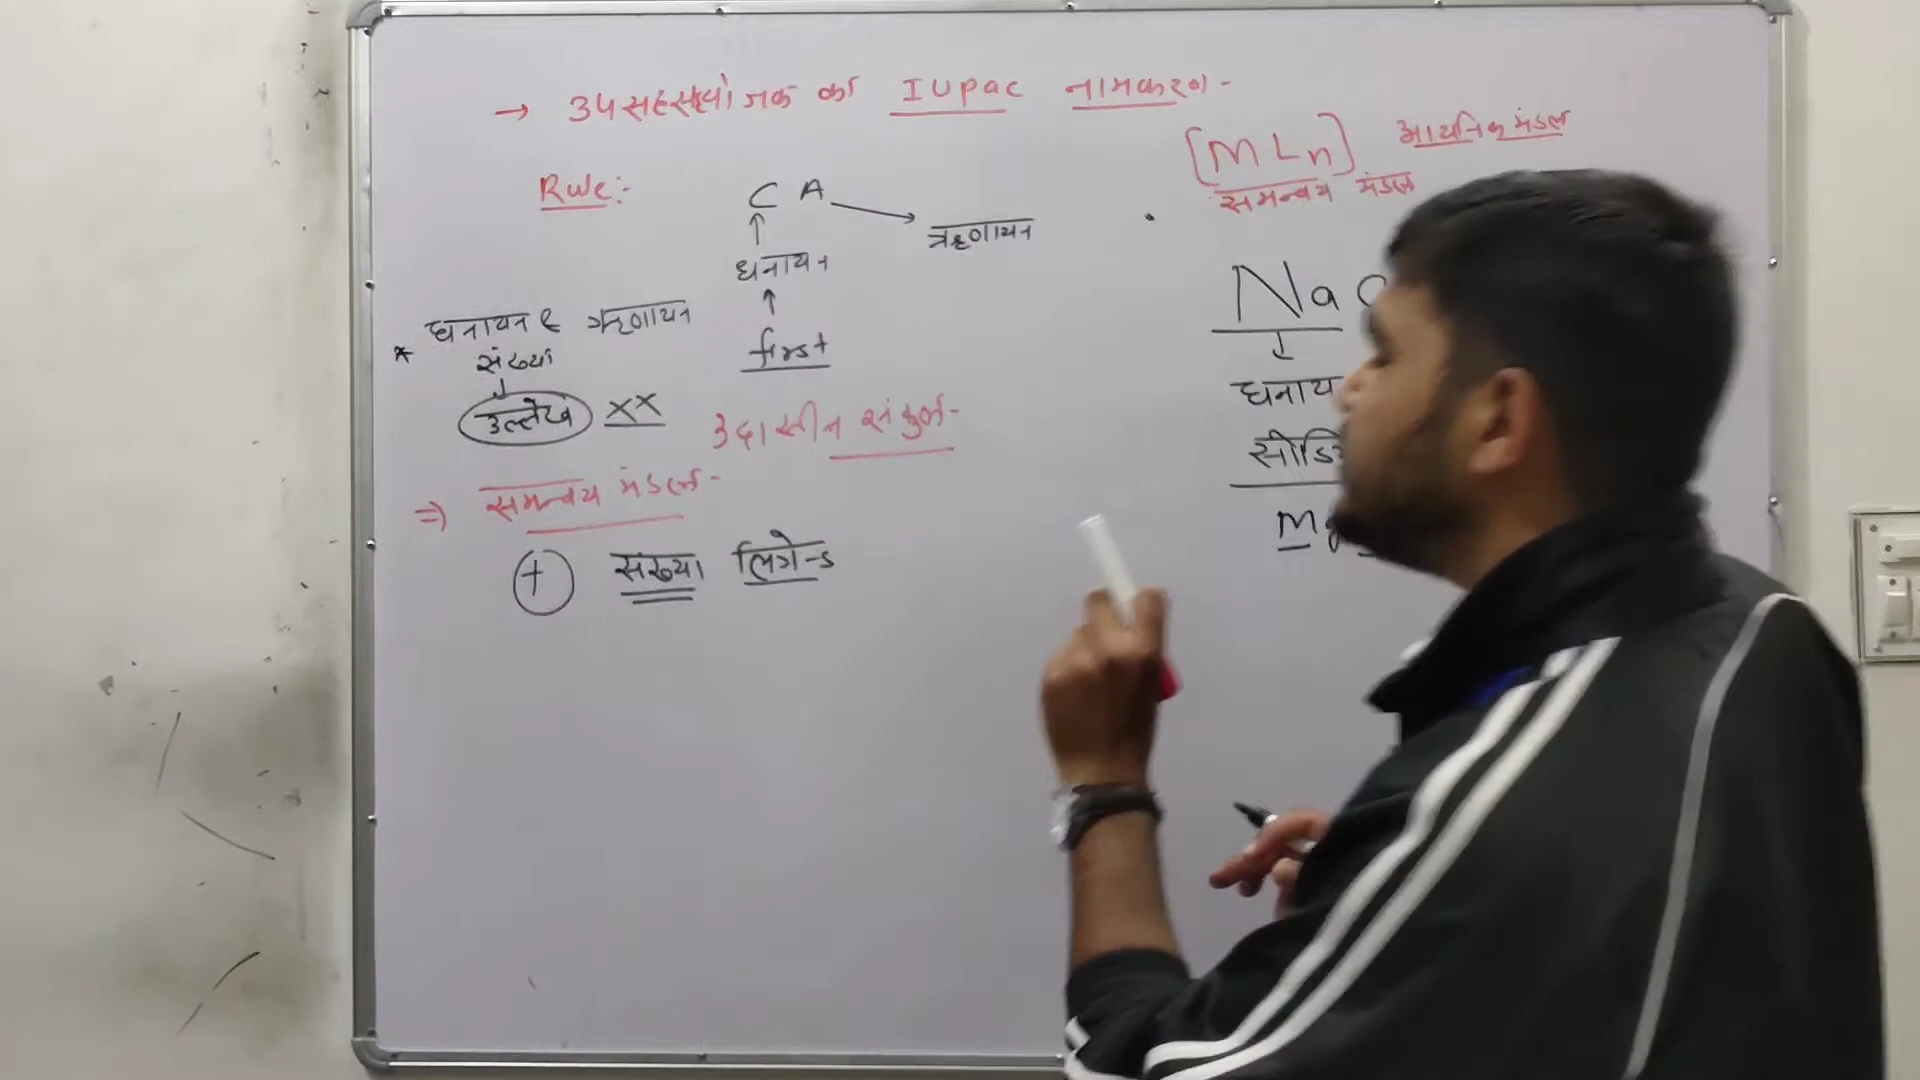 → उपसहसंयोजक का IUPAC नामकरण-
Rule:-
C A
ऋणायन
धनायन
first
[MLn] आयनिक मंडल
समन्वय मंडल
* धनायन ऋणायन
संख्या
उल्लेख XX
उदासीन संकुल-
⇒ समन्वय मंडल-
+ संख्या लिगेन्ड
Na